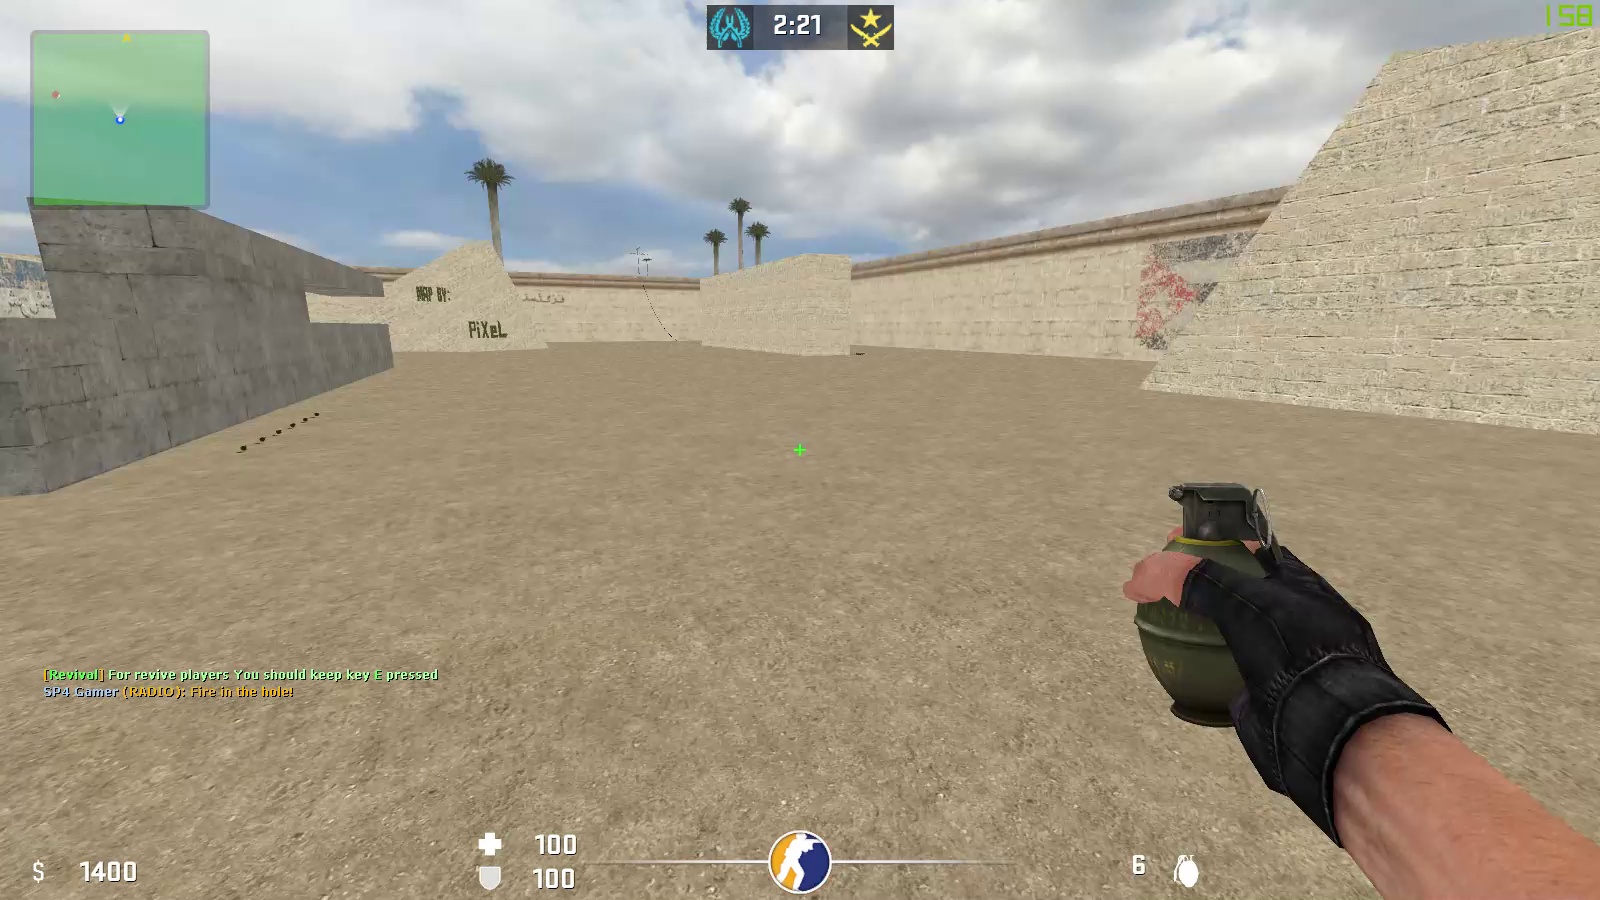 2:21
158
MAP BY:
PiXeL
[Revival] For revive players You should keep key E pressed
SP4 Gamer (RADIO): Fire in the hole!
$ 1400
100
100
6